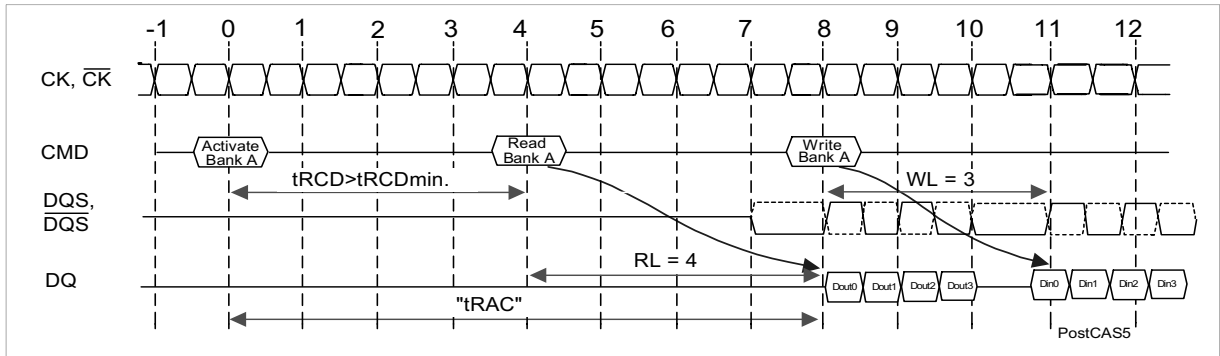 -1 0 1 2 3 4 5 6 7 8 9 10 11 12
CK, CK
CMD
Activate
Bank A
Read
Bank A
Write
Bank A
tRCD>tRCDmin.
WL = 3
DQS,
DQS
RL = 4
DQ
Dout0 Dout1 Dout2 Dout3
Din0 Din1 Din2 Din3
"tRAC"
PostCAS5